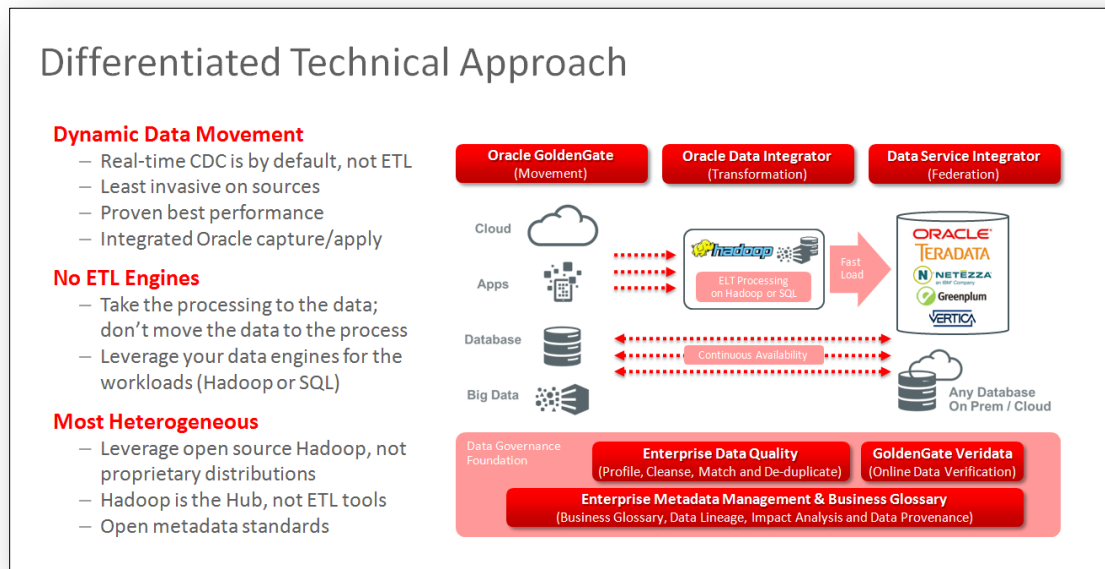 Differentiated Technical Approach
Dynamic Data Movement
– Real-time CDC is by default, not ETL
– Least invasive on sources
– Proven best performance
– Integrated Oracle capture/apply
No ETL Engines
– Take the processing to the data;
don’t move the data to the process
– Leverage your data engines for the
workloads (Hadoop or SQL)
Most Heterogeneous
– Leverage open source Hadoop, not
proprietary distributions
– Hadoop is the Hub, not ETL tools
– Open metadata standards
Oracle GoldenGate
(Movement)
Oracle Data Integrator
(Transformation)
Data Service Integrator
(Federation)
Cloud
Apps
Database
Big Data
hadoop
ELT Processing
on Hadoop or SQL
Fast
Load
ORACLE
TERADATA
N NETEZZA
an IBM Company
Greenplum
VERTICA
Continuous Availability
Any Database
On Prem / Cloud
Data Governance
Foundation
Enterprise Data Quality
(Profile, Cleanse, Match and De-duplicate)
GoldenGate Veridata
(Online Data Verification)
Enterprise Metadata Management & Business Glossary
(Business Glossary, Data Lineage, Impact Analysis and Data Provenance)